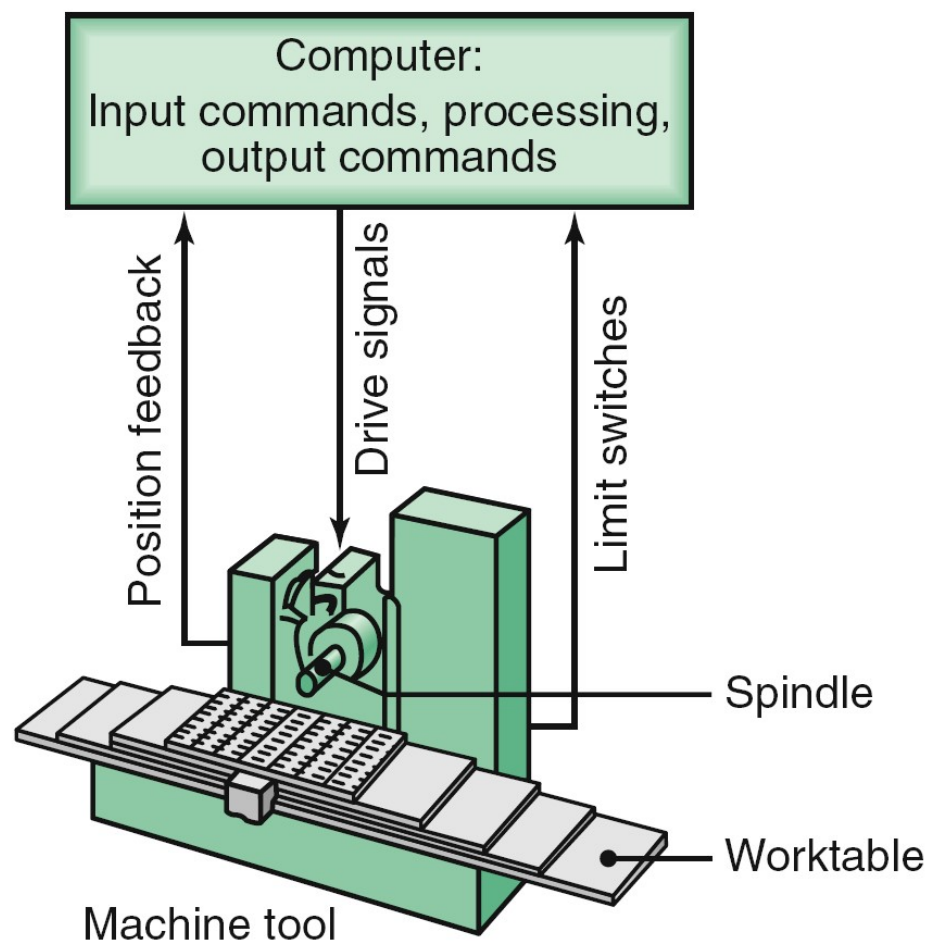 Computer:
Input commands, processing,
output commands
Position feedback
Drive signals
Limit switches
Spindle
Worktable
Machine tool